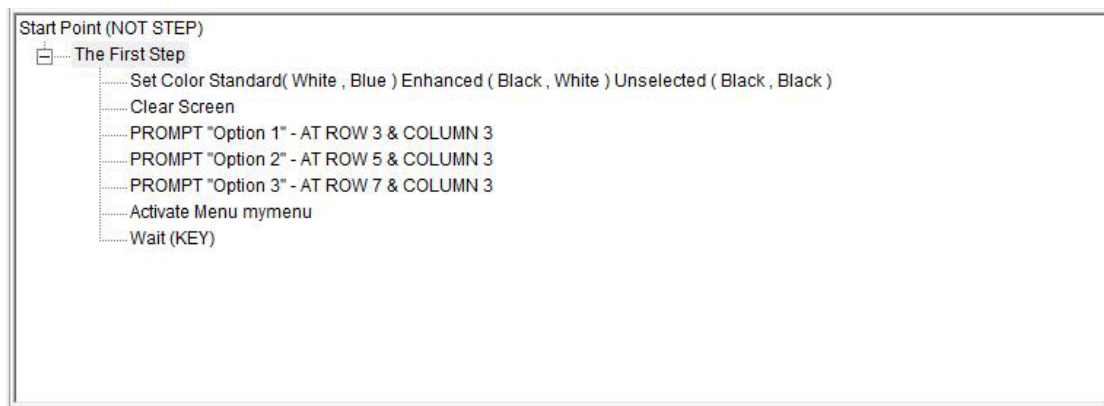 Start Point (NOT STEP)
The First Step
Set Color Standard( White , Blue ) Enhanced ( Black , White ) Unselected ( Black , Black )
Clear Screen
PROMPT "Option 1" - AT ROW 3 & COLUMN 3
PROMPT "Option 2" - AT ROW 5 & COLUMN 3
PROMPT "Option 3" - AT ROW 7 & COLUMN 3
Activate Menu mymenu
Wait (KEY)